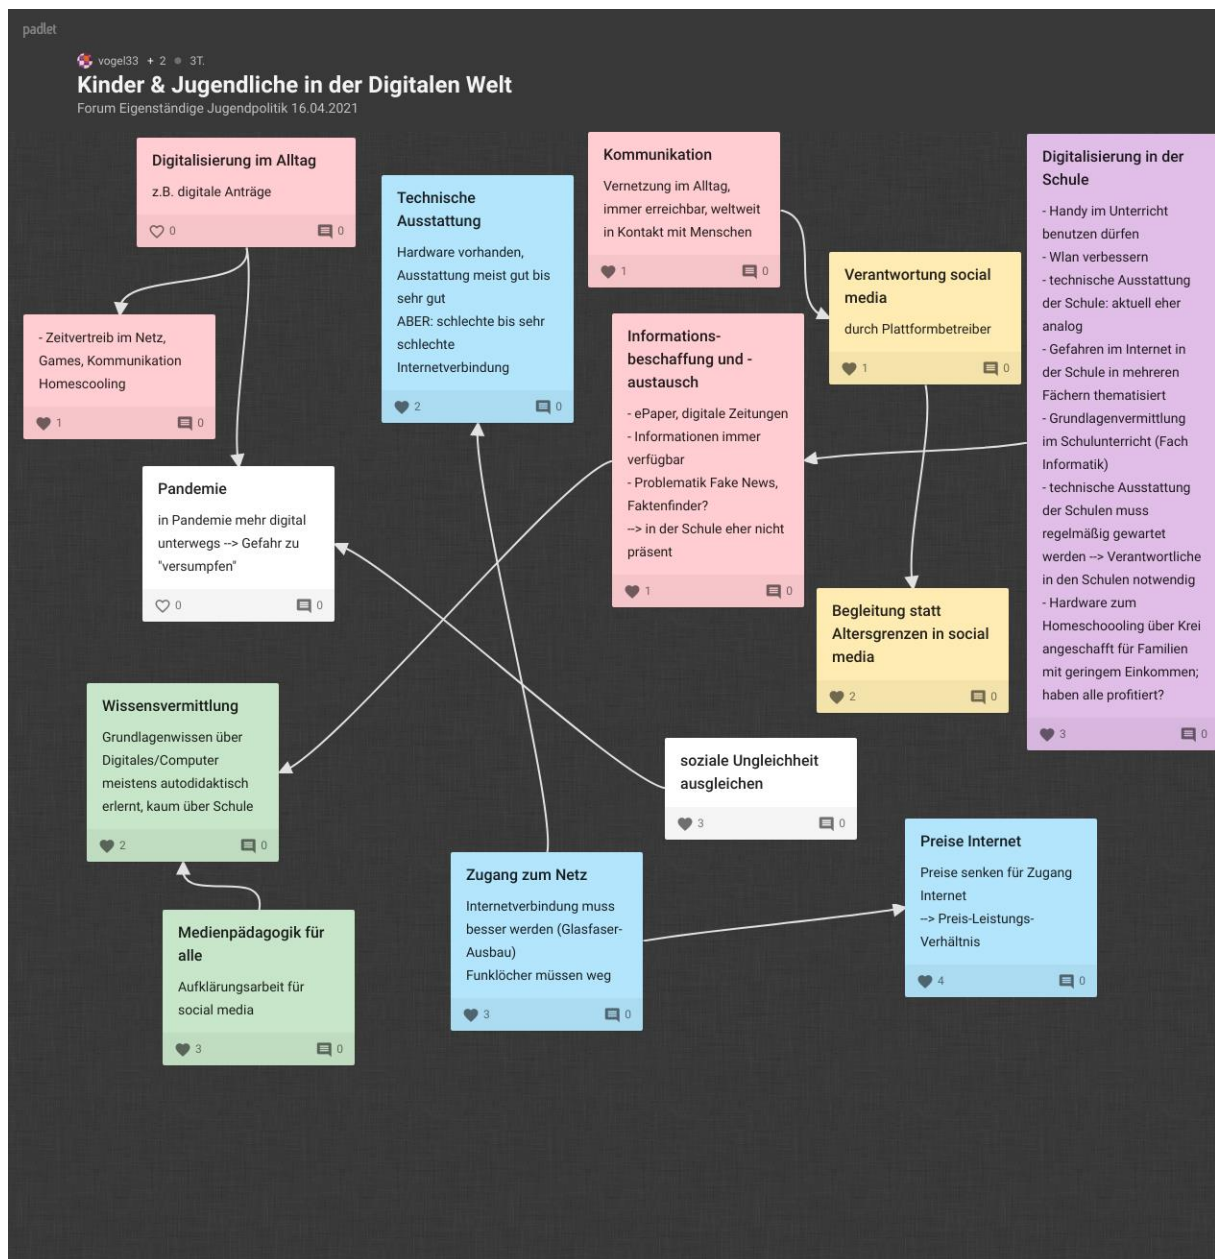 padlet
vogel33 + 2 • 3T.
Kinder & Jugendliche in der Digitalen Welt
Forum Eigenständige Jugendpolitik 16.04.2021
Digitalisierung im Alltag
z.B. digitale Anträge
0 0
- Zeitvertreib im Netz,
Games, Kommunikation
Homescooling
1 0
Pandemie
in Pandemie mehr digital
unterwegs --> Gefahr zu
"versumpfen"
0 0
Technische
Ausstattung
Hardware vorhanden,
Ausstattung meist gut bis
sehr gut
ABER: schlechte bis sehr
schlechte
Internetverbindung
2 0
Kommunikation
Vernetzung im Alltag,
immer erreichbar, weltweit
in Kontakt mit Menschen
1 0
Informations-
beschaffung und -
austausch
- ePaper, digitale Zeitungen
- Informationen immer
verfügbar
- Problematik Fake News,
Faktenfinder?
--> in der Schule eher nicht
präsent
1 0
Verantwortung social
media
durch Plattformbetreiber
1 0
Begleitung statt
Altersgrenzen in social
media
2 0
Digitalisierung in der
Schule
- Handy im Unterricht
benutzen dürfen
- Wlan verbessern
- technische Ausstattung
der Schule: aktuell eher
analog
- Gefahren im Internet in
der Schule in mehreren
Fächern thematisiert
- Grundlagenvermittlung
im Schulunterricht (Fach
Informatik)
- technische Ausstattung
der Schulen muss
regelmäßig gewartet
werden --> Verantwortliche
in den Schulen notwendig
- Hardware zum
Homeschoooling über Krei
angeschafft für Familien
mit geringem Einkommen;
haben alle profitiert?
3 0
Wissensvermittlung
Grundlagenwissen über
Digitales/Computer
meistens autodidaktisch
erlernt, kaum über Schule
2 0
Medienpädagogik für
alle
Aufklärungsarbeit für
social media
3 0
soziale Ungleichheit
ausgleichen
3 0
Zugang zum Netz
Internetverbindung muss
besser werden (Glasfaser-
Ausbau)
Funklöcher müssen weg
3 0
Preise Internet
Preise senken für Zugang
Internet
--> Preis-Leistungs-
Verhältnis
4 0